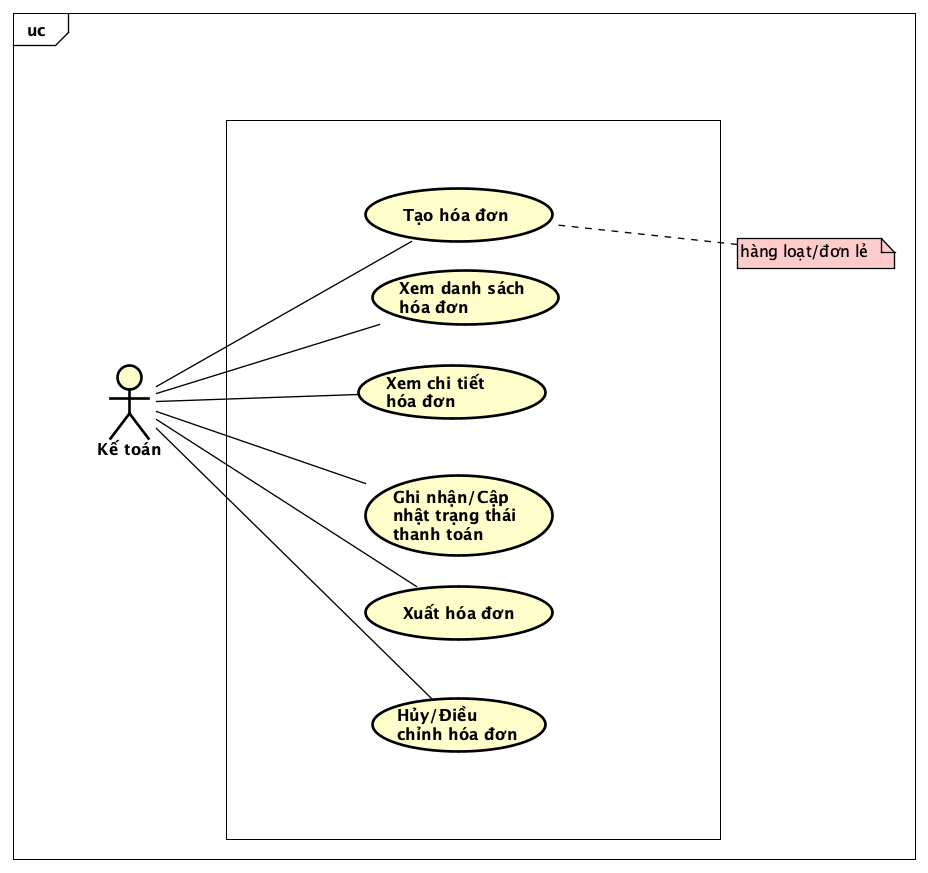 uc
Tạo hóa đơn
hàng loạt/đơn lẻ
Xem danh sách
hóa đơn
Xem chi tiết
hóa đơn
Kế toán
Ghi nhận/Cập
nhật trạng thái
thanh toán
Xuất hóa đơn
Hủy/Điều
chỉnh hóa đơn